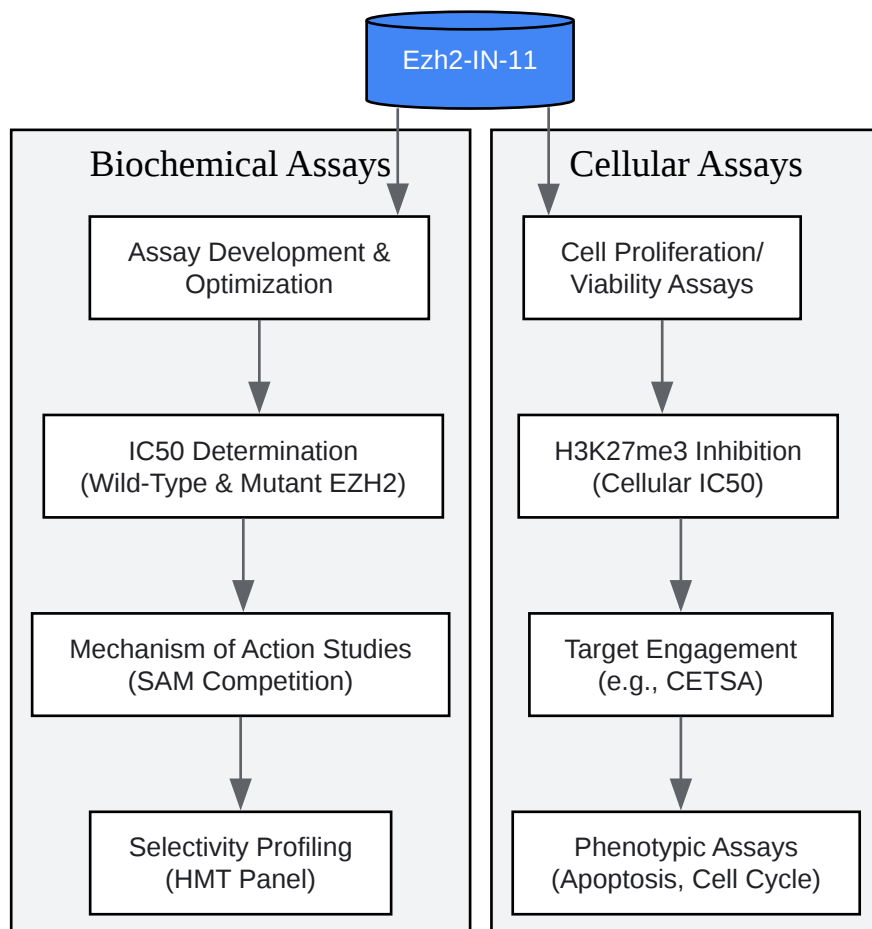 Ezh2-IN-11
Biochemical Assays
Assay Development &
Optimization
IC50 Determination
(Wild-Type & Mutant EZH2)
Mechanism of Action Studies
(SAM Competition)
Selectivity Profiling
(HMT Panel)
Cellular Assays
Cell Proliferation/
Viability Assays
H3K27me3 Inhibition
(Cellular IC50)
Target Engagement
(e.g., CETSA)
Phenotypic Assays
(Apoptosis, Cell Cycle)